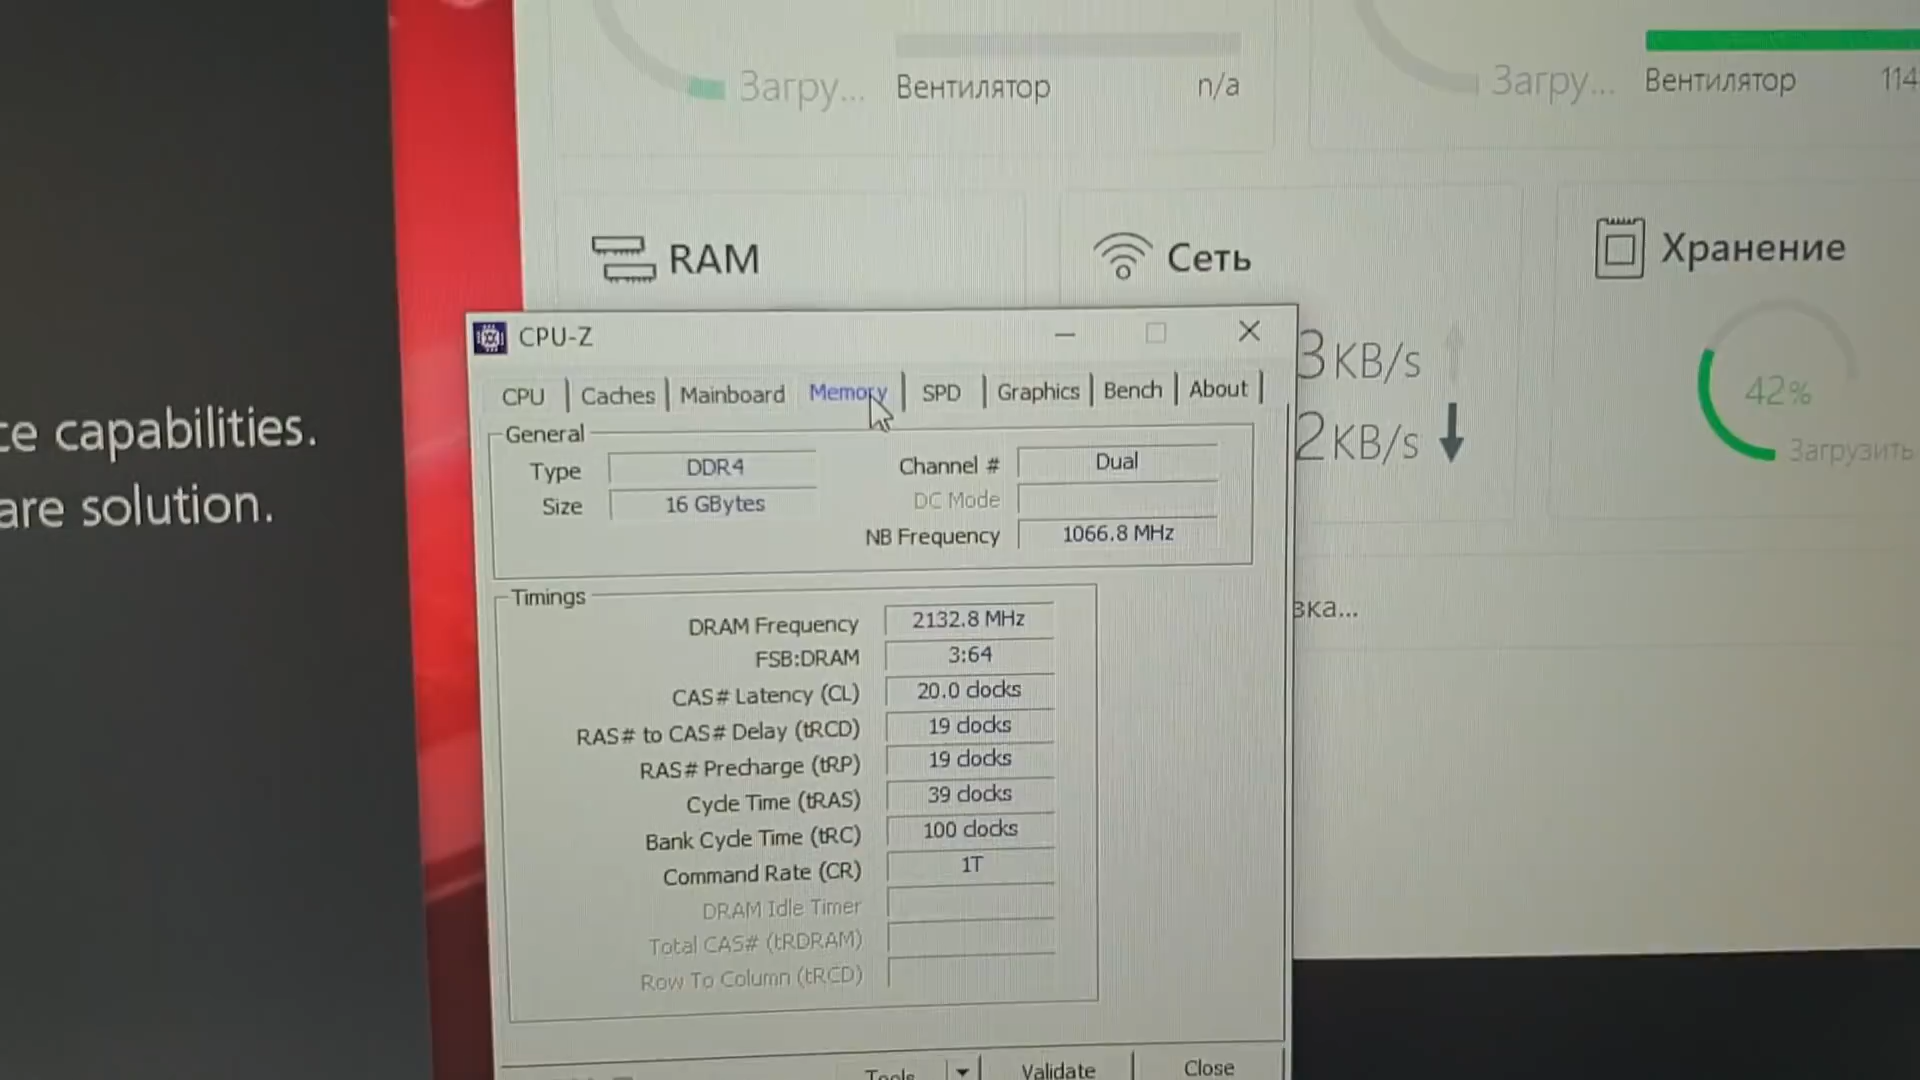 Загру...
Вентилятор
n/a
Загру...
Вентилятор
114
RAM
Сеть
Хранение
ce capabilities.
are solution.
3 KB/s
2 KB/s
42%
Загрузить
вка...
CPU-Z
CPU
Caches
Mainboard
Memory
SPD
Graphics
Bench
About
General
Type DDR4
Size 16 GBytes
Channel # Dual
DC Mode
NB Frequency 1066.8 MHz
Timings
DRAM Frequency 2132.8 MHz
FSB:DRAM 3:64
CAS# Latency (CL) 20.0 clocks
RAS# to CAS# Delay (tRCD) 19 clocks
RAS# Precharge (tRP) 19 clocks
Cycle Time (tRAS) 39 clocks
Bank Cycle Time (tRC) 100 clocks
Command Rate (CR) 1T
DRAM Idle Timer
Total CAS# (tRDRAM)
Row To Column (tRCD)
Tools
Validate
Close